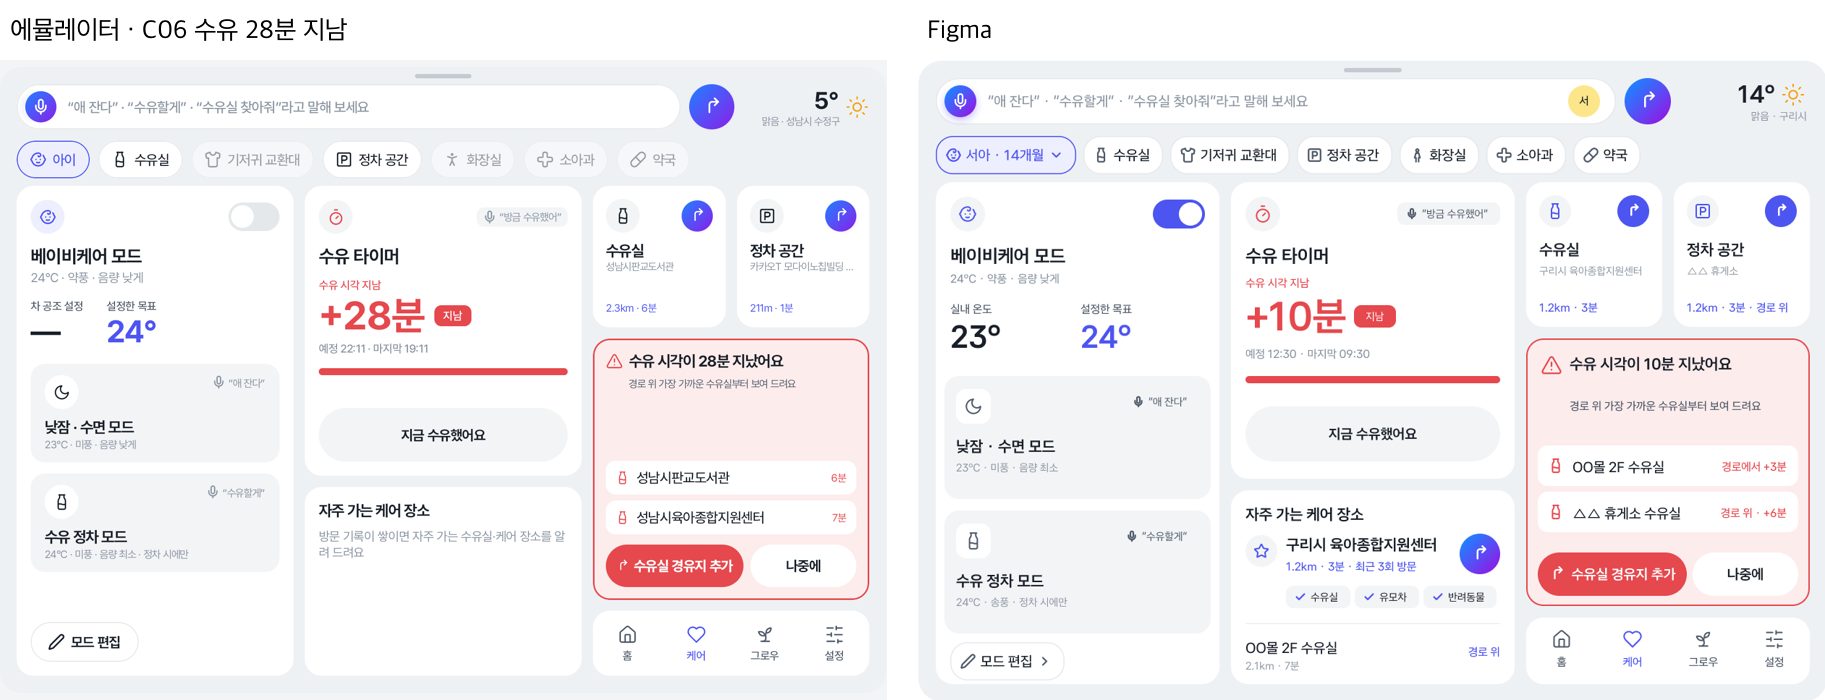 에뮬레이터 · C06 수유 28분 지남
“애 잔다” · “수유할게” · “수유실 찾아줘”라고 말해 보세요
5°
맑음 · 성남시 수정구
아이
수유실
기저귀 교환대
정차 공간
화장실
소아과
약국
베이비케어 모드
24°C · 약풍 · 음량 낮게
차 공조 설정
설정한 목표
—
24°
“애 잔다”
낮잠 · 수면 모드
23°C · 미풍 · 음량 낮게
“수유할게”
수유 정차 모드
24°C · 미풍 · 음량 최소 · 정차 시에만
모드 편집
“방금 수유했어”
수유 타이머
수유 시각 지남
+28분 지남
예정 22:11 · 마지막 19:11
지금 수유했어요
자주 가는 케어 장소
방문 기록이 쌓이면 자주 가는 수유실·케어 장소를 알
려 드려요
수유실
성남시판교도서관
2.3km · 6분
정차 공간
카카오T 모다이노칩빌딩 ...
211m · 1분
수유 시각이 28분 지났어요
경로 위 가장 가까운 수유실부터 보여 드려요
성남시판교도서관 6분
성남시육아종합지원센터 7분
수유실 경유지 추가
나중에
홈
케어
그로우
설정
Figma
“애 잔다” · “수유할게” · “수유실 찾아줘”라고 말해 보세요
서
14°
맑음 · 구리시
서아 · 14개월
수유실
기저귀 교환대
정차 공간
화장실
소아과
약국
베이비케어 모드
24°C · 약풍 · 음량 낮게
실내 온도
설정한 목표
23°
24°
“애 잔다”
낮잠 · 수면 모드
23°C · 미풍 · 음량 최소
“수유할게”
수유 정차 모드
24°C · 송풍 · 정차 시에만
모드 편집
“방금 수유했어”
수유 타이머
수유 시각 지남
+10분 지남
예정 12:30 · 마지막 09:30
지금 수유했어요
자주 가는 케어 장소
구리시 육아종합지원센터
1.2km · 3분 · 최근 3회 방문
수유실
유모차
반려동물
OO몰 2F 수유실
경로 위
2.1km · 7분
수유실
구리시 육아종합지원센터
1.2km · 3분
정차 공간
△△ 휴게소
1.2km · 3분 · 경로 위
수유 시각이 10분 지났어요
경로 위 가장 가까운 수유실부터 보여 드려요
OO몰 2F 수유실 경로에서 +3분
△△ 휴게소 수유실 경로 위 · +6분
수유실 경유지 추가
나중에
홈
케어
그로우
설정